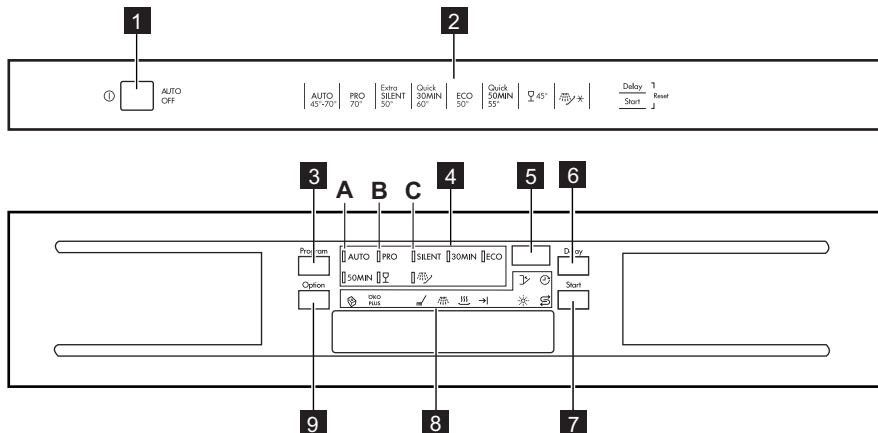 1
2
AUTO
OFF
AUTO
45°-70°
PRO
70°
Extra
SILENT
50°
Quick
30MIN
60°
ECO
50°
Quick
50MIN
55°
45°
Delay
Start
Reset
3
A
B
C
4
5
6
Program
AUTO
PRO
SILENT
30MIN
ECO
Delay
50MIN
Option
ÖKO
PLUS
Start
9
8
7